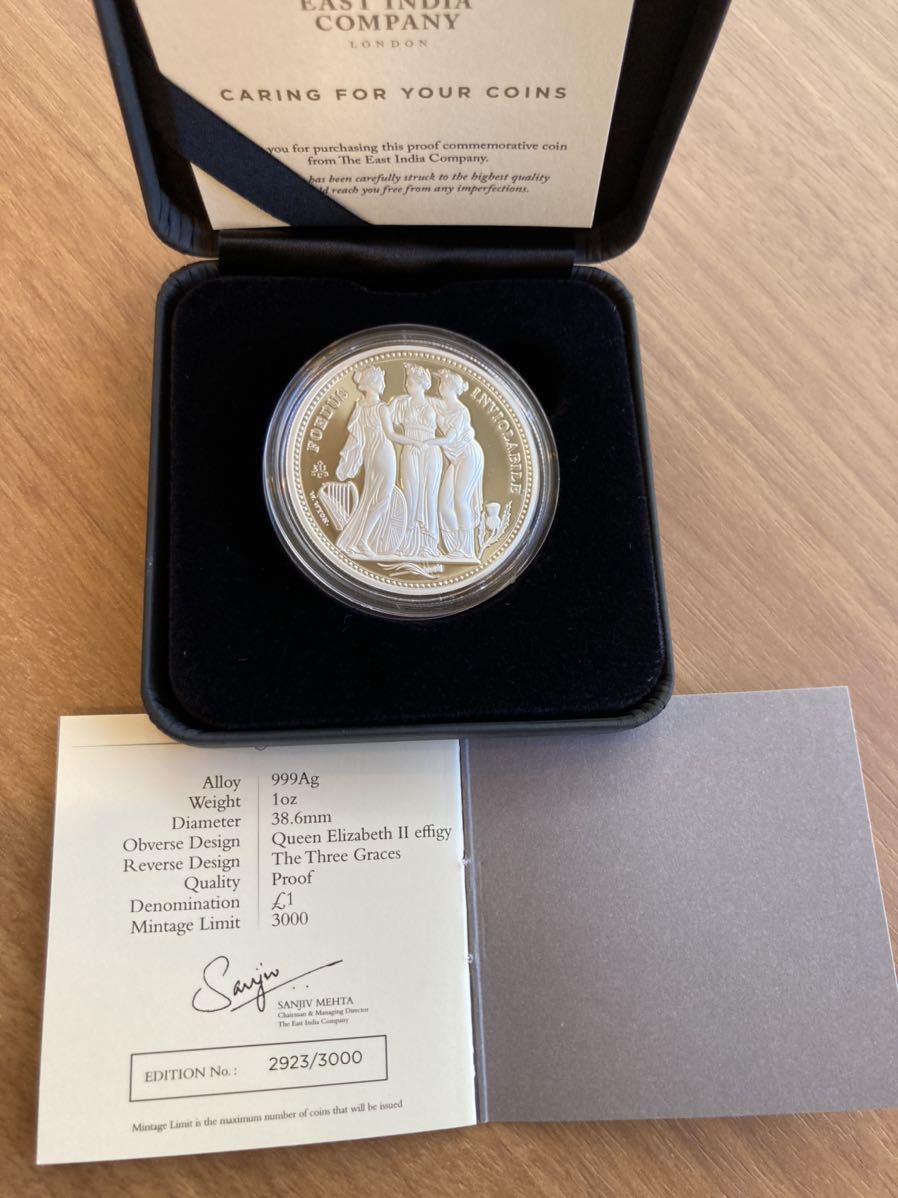 EAST INDIA
COMPANY
LONDON
CARING FOR YOUR COINS
you for purchasing this proof commemorative coin
from The East India Company.
has been carefully struck to the highest quality
reach you free from any imperfections.
FOEDUS
INVIOLABILE
W. WYON.
Alloy 999Ag
Weight 1oz
Diameter 38.6mm
Obverse Design Queen Elizabeth II effigy
Reverse Design The Three Graces
Quality Proof
Denomination £1
Mintage Limit 3000
Sanjiv
SANJIV MEHTA
Chairman & Managing Director
The East India Company
EDITION No.: 2923/3000
Mintage Limit is the maximum number of coins that will be issued